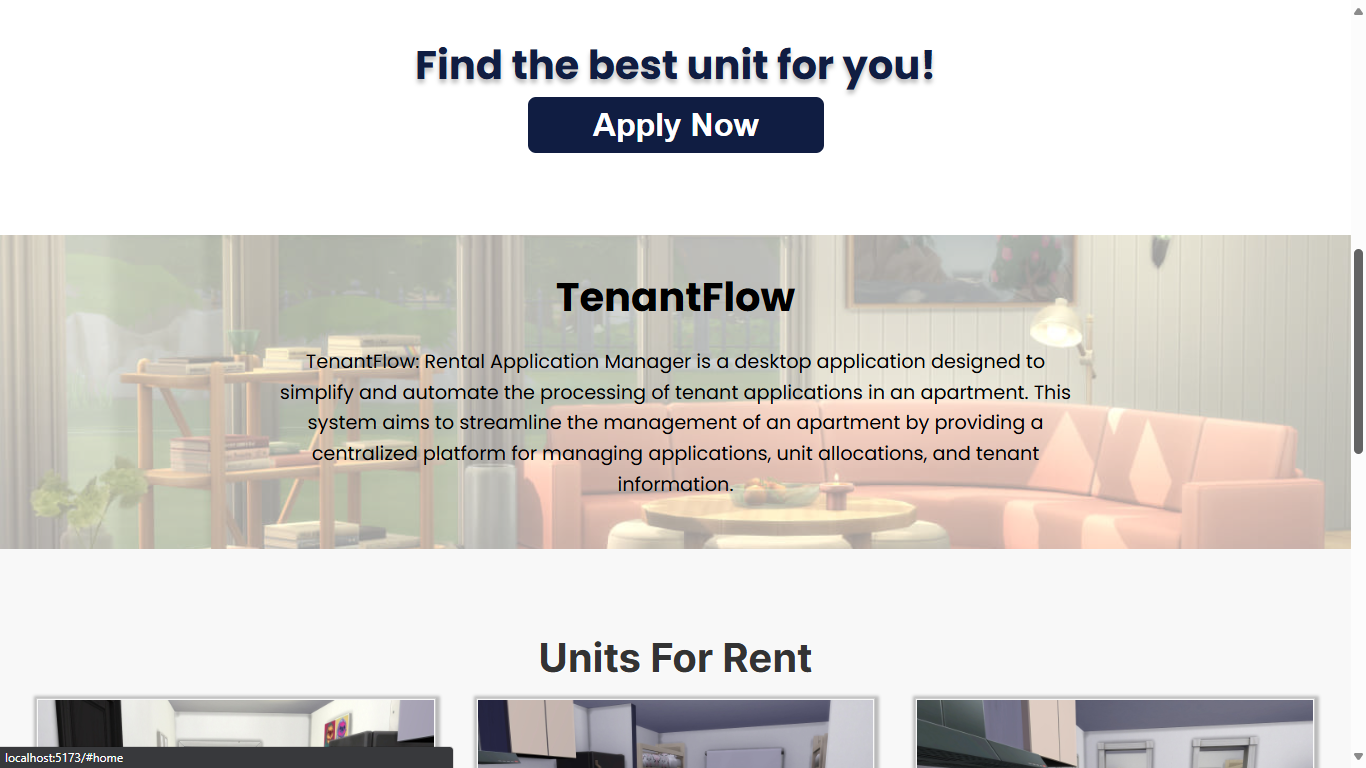 Find the best unit for you!
Apply Now
TenantFlow
TenantFlow: Rental Application Manager is a desktop application designed to
simplify and automate the processing of tenant applications in an apartment. This
system aims to streamline the management of an apartment by providing a
centralized platform for managing applications, unit allocations, and tenant
information.
Units For Rent
localhost:5173/#home